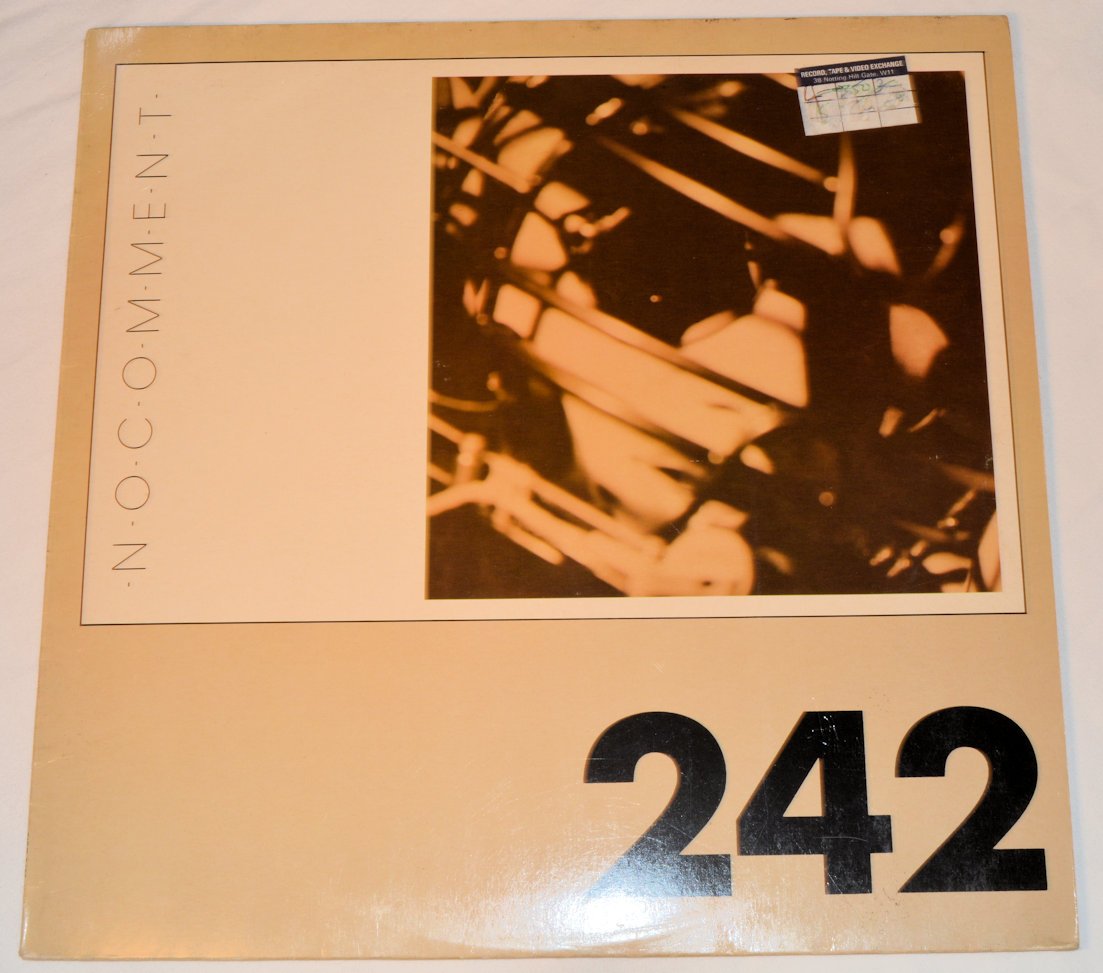 -N-O-C-O-M-M-E-N-T-
RECORD, TAPE & VIDEO EXCHANGE
38 Notting Hill Gate, W11
242